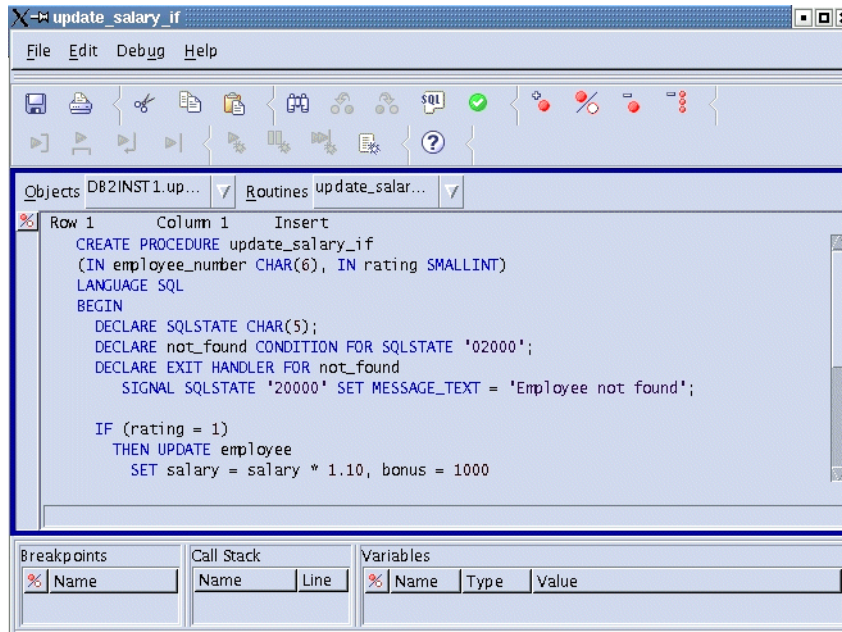 update_salary_if
File Edit Debug Help
SQL
?
Objects DB2INST1.up... Routines update_salar...
% Row 1 Column 1 Insert
CREATE PROCEDURE update_salary_if
(IN employee_number CHAR(6), IN rating SMALLINT)
LANGUAGE SQL
BEGIN
DECLARE SQLSTATE CHAR(5);
DECLARE not_found CONDITION FOR SQLSTATE '02000';
DECLARE EXIT HANDLER FOR not_found
SIGNAL SQLSTATE '20000' SET MESSAGE_TEXT = 'Employee not found';
IF (rating = 1)
THEN UPDATE employee
SET salary = salary * 1.10, bonus = 1000
Breakpoints Call Stack Variables
% Name Name Line % Name Type Value